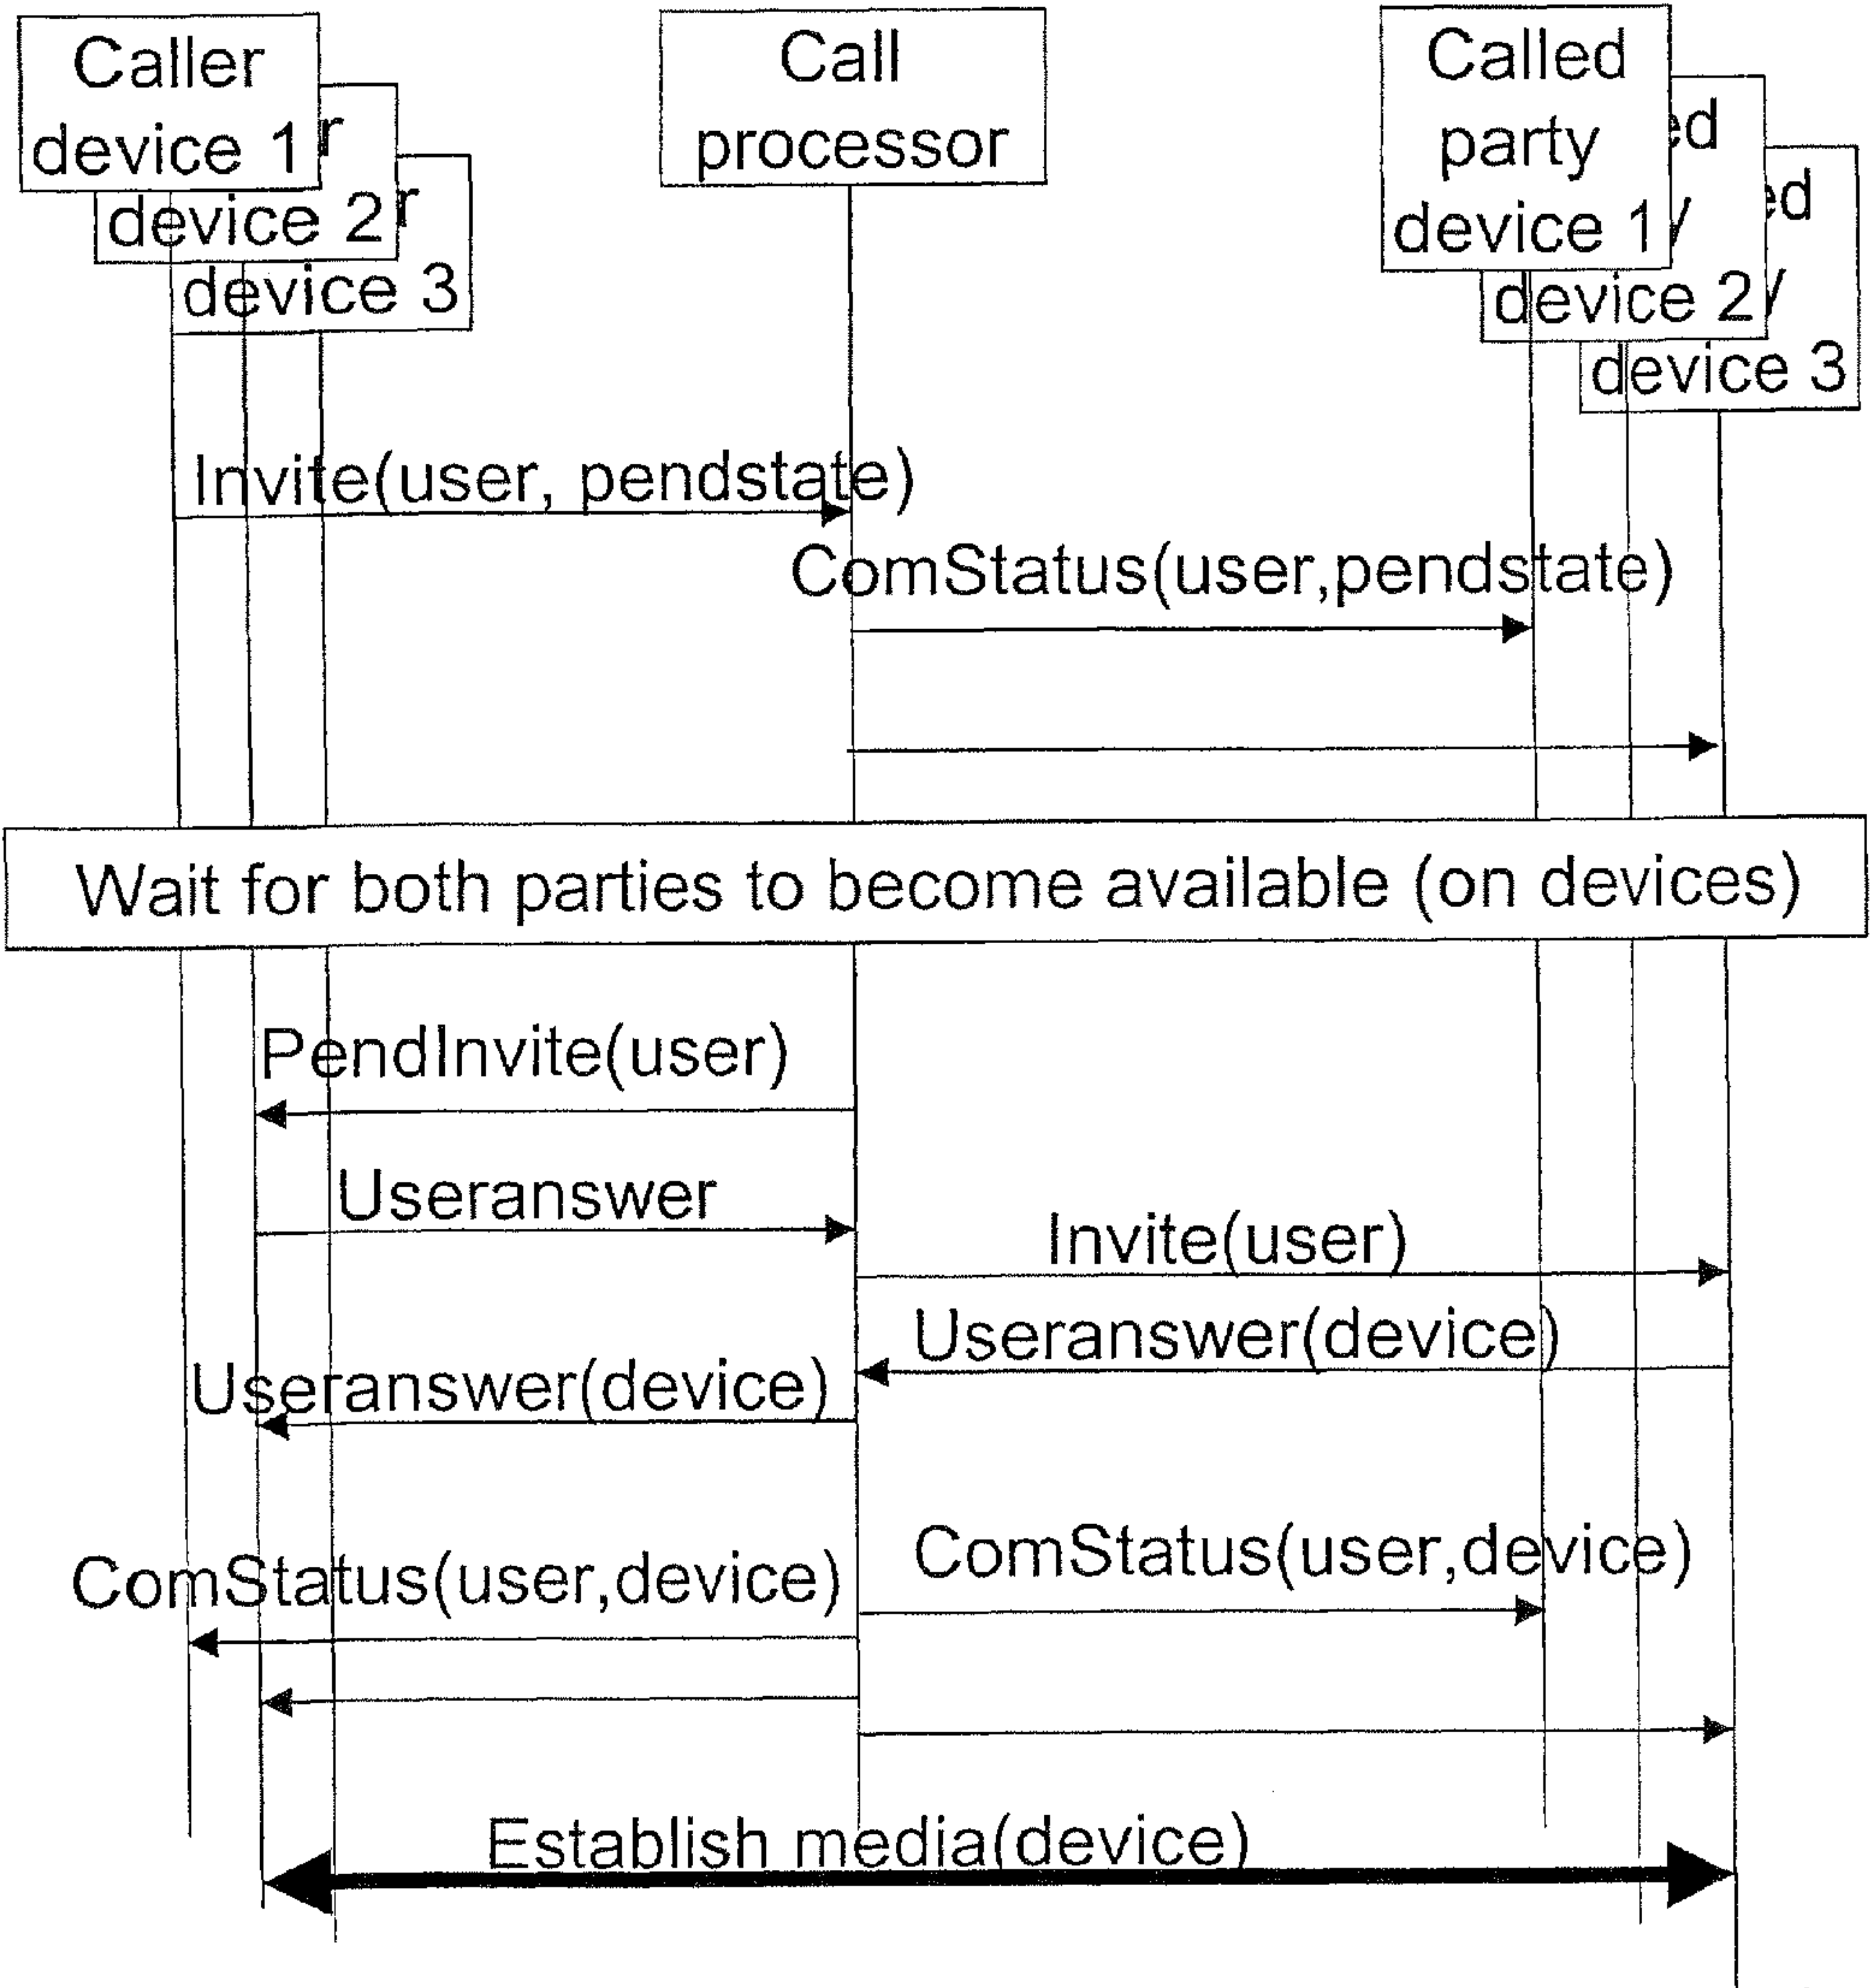 Caller
device 1
r
device 2
r
device 3
Call
processor
Called
party
device 1
ed
device 2
ed
device 3
Invite(user, pendstate)
ComStatus(user,pendstate)
Wait for both parties to become available (on devices)
PendInvite(user)
Useranswer
Invite(user)
Useranswer(device)
Useranswer(device)
ComStatus(user,device)
ComStatus(user,device)
Establish media(device)